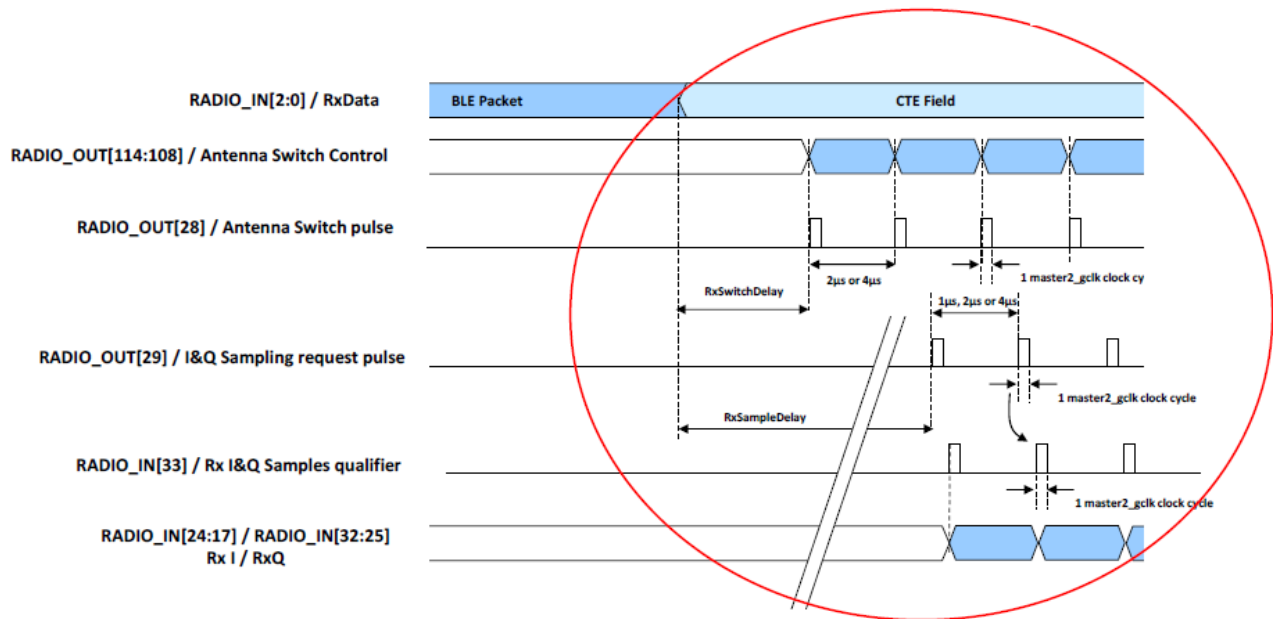 RADIO_IN[2:0] / RxData
BLE Packet
CTE Field
RADIO_OUT[114:108] / Antenna Switch Control
RADIO_OUT[28] / Antenna Switch pulse
2µs or 4µs
1 master2_gclk clock cy
RxSwitchDelay
1µs, 2µs or 4µs
RADIO_OUT[29] / I&Q Sampling request pulse
1 master2_gclk clock cycle
RxSampleDelay
RADIO_IN[33] / Rx I&Q Samples qualifier
1 master2_gclk clock cycle
RADIO_IN[24:17] / RADIO_IN[32:25]
Rx I / RxQ